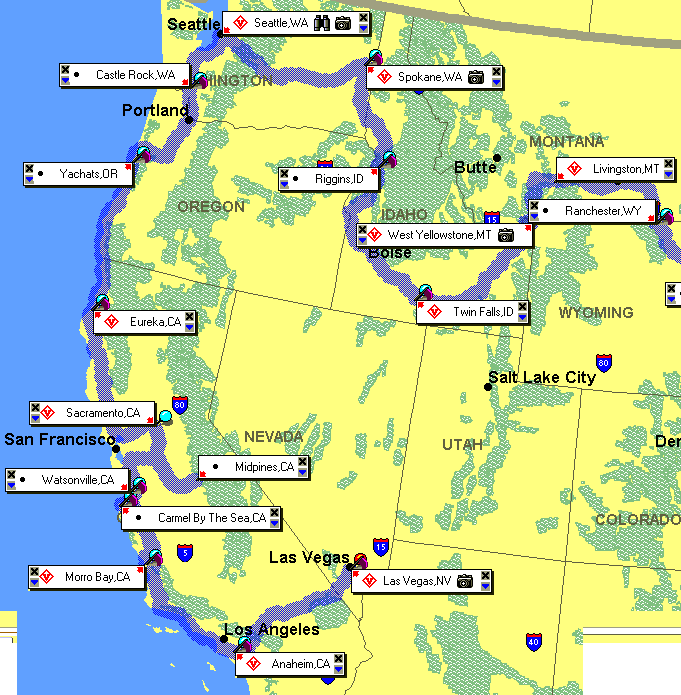 Seattle
Seattle,WA
Castle Rock,WA
WASHINGTON
Spokane,WA
Portland
MONTANA
Yachats,OR
Riggins,ID
Butte
Livingston,MT
OREGON
IDAHO
15
Ranchester,WY
West Yellowstone,MT
Boise
Eureka,CA
Twin Falls,ID
WYOMING
80
Salt Lake City
Sacramento,CA
80
San Francisco
NEVADA
UTAH
Watsonville,CA
Midpines,CA
Carmel By The Sea,CA
COLORADO
5
15
Las Vegas
Morro Bay,CA
Las Vegas,NV
Los Angeles
40
Anaheim,CA